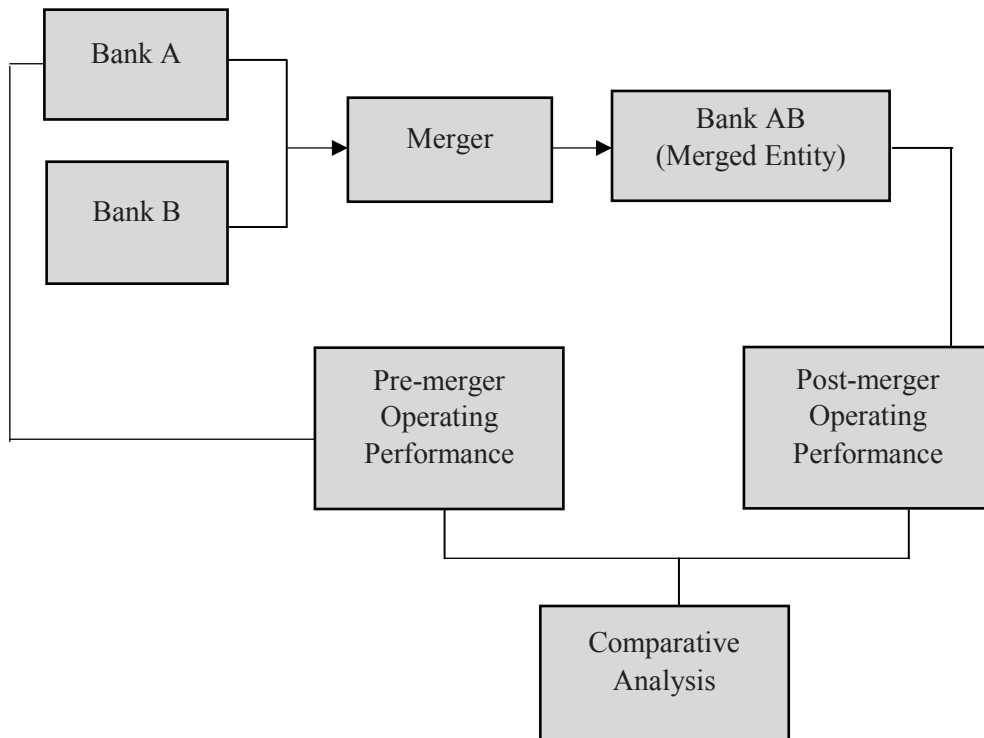 Bank A
Bank B
Merger
Bank AB
(Merged Entity)
Pre-merger
Operating
Performance
Post-merger
Operating
Performance
Comparative
Analysis